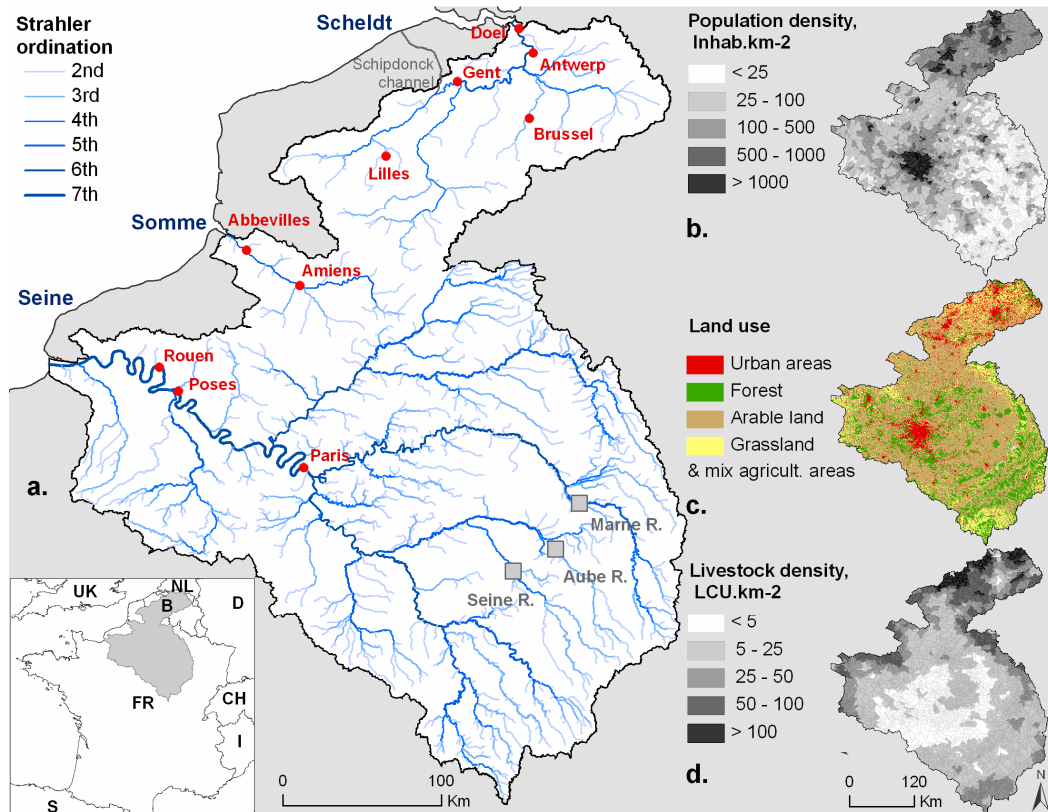 Strahler
ordination
2nd
3rd
4th
5th
6th
7th
Scheldt
Doel
Schipdonck
channel
Gent
Antwerp
Brussel
Lilles
Somme
Abbevilles
Amiens
Seine
Rouen
Poses
Paris
a.
Marne R.
Aube R.
Seine R.
UK
NL
B
D
FR
CH
I
S
0
100
Km
Population density,
Inhab.km-2
< 25
25 - 100
100 - 500
500 - 1000
> 1000
b.
Land use
Urban areas
Forest
Arable land
Grassland
& mix agricult. areas
c.
Livestock density,
LCU.km-2
< 5
5 - 25
25 - 50
50 - 100
> 100
d.
0
120
Km
N